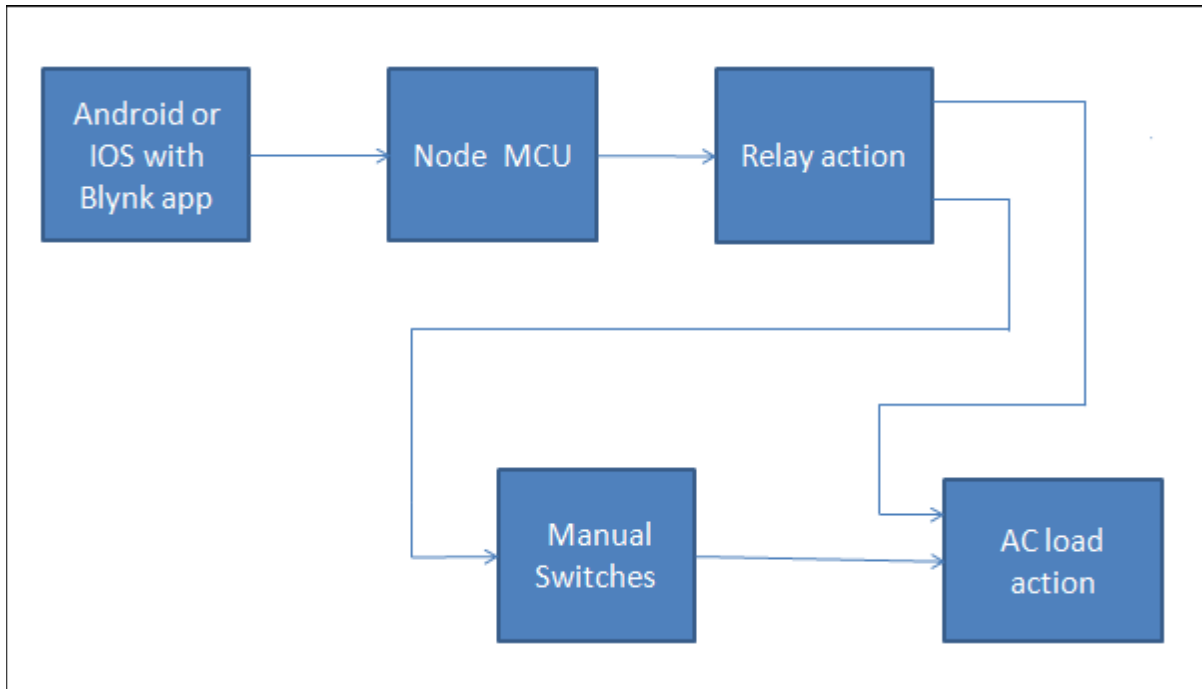 Android or
IOS with
Blynk app
Node MCU
Relay action
Manual
Switches
AC load
action